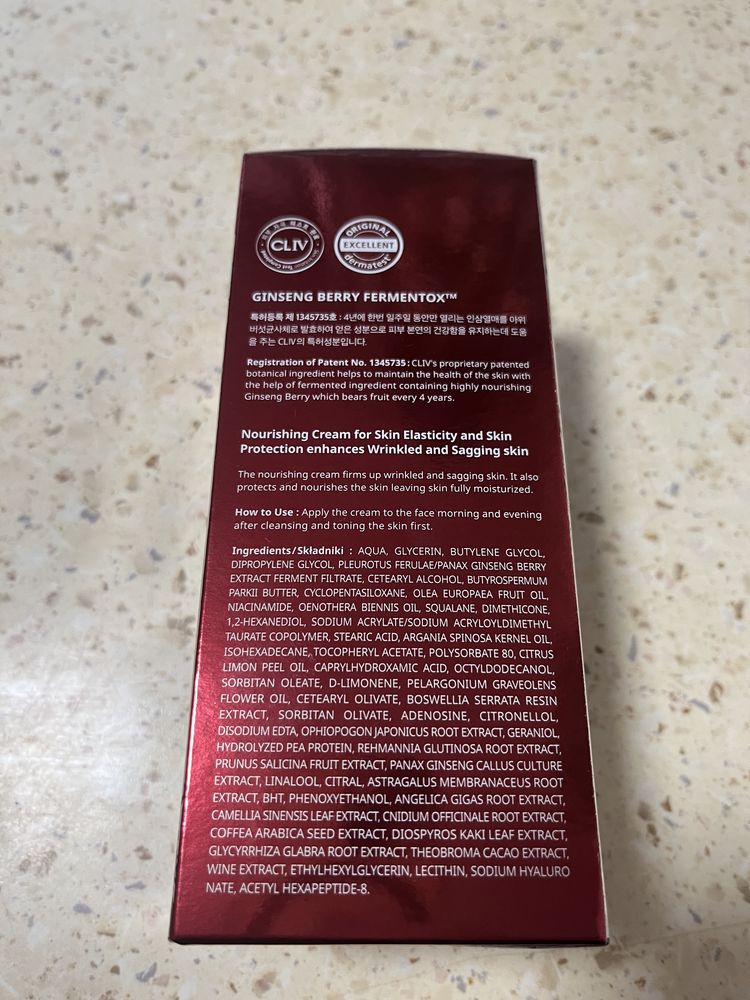 CLIV
ORIGINAL
EXCELLENT
dermatest
GINSENG BERRY FERMENTOX™
특허등록 제 1345735호 : 4년에 한번 일주일 동안만 열리는 인삼열매를 아위
버섯균사체로 발효하여 얻은 성분으로 피부 본연의 건강함을 유지하는데 도움
을 주는 CLIV의 특허성분입니다.
Registration of Patent No. 1345735 : CLIV's proprietary patented
botanical ingredient helps to maintain the health of the skin with
the help of fermented ingredient containing highly nourishing
Ginseng Berry which bears fruit every 4 years.
Nourishing Cream for Skin Elasticity and Skin
Protection enhances Wrinkled and Sagging skin
The nourishing cream firms up wrinkled and sagging skin. It also
protects and nourishes the skin leaving skin fully moisturized.
How to Use : Apply the cream to the face morning and evening
after cleansing and toning the skin first.
Ingredients/Składniki : AQUA, GLYCERIN, BUTYLENE GLYCOL,
DIPROPYLENE GLYCOL, PLEUROTUS FERULAE/PANAX GINSENG BERRY
EXTRACT FERMENT FILTRATE, CETEARYL ALCOHOL, BUTYROSPERMUM
PARKII BUTTER, CYCLOPENTASILOXANE, OLEA EUROPAEA FRUIT OIL,
NIACINAMIDE, OENOTHERA BIENNIS OIL, SQUALANE, DIMETHICONE,
1,2-HEXANEDIOL, SODIUM ACRYLATE/SODIUM ACRYLOYLDIMETHYL
TAURATE COPOLYMER, STEARIC ACID, ARGANIA SPINOSA KERNEL OIL,
ISOHEXADECANE, TOCOPHERYL ACETATE, POLYSORBATE 80, CITRUS
LIMON PEEL OIL, CAPRYLHYDROXAMIC ACID, OCTYLDODECANOL,
SORBITAN OLEATE, D-LIMONENE, PELARGONIUM GRAVEOLENS
FLOWER OIL, CETEARYL OLIVATE, BOSWELLIA SERRATA RESIN
EXTRACT, SORBITAN OLIVATE, ADENOSINE, CITRONELLOL,
DISODIUM EDTA, OPHIOPOGON JAPONICUS ROOT EXTRACT, GERANIOL,
HYDROLYZED PEA PROTEIN, REHMANNIA GLUTINOSA ROOT EXTRACT,
PRUNUS SALICINA FRUIT EXTRACT, PANAX GINSENG CALLUS CULTURE
EXTRACT, LINALOOL, CITRAL, ASTRAGALUS MEMBRANACEUS ROOT
EXTRACT, BHT, PHENOXYETHANOL, ANGELICA GIGAS ROOT EXTRACT,
CAMELLIA SINENSIS LEAF EXTRACT, CNIDIUM OFFICINALE ROOT EXTRACT,
COFFEA ARABICA SEED EXTRACT, DIOSPYROS KAKI LEAF EXTRACT,
GLYCYRRHIZA GLABRA ROOT EXTRACT, THEOBROMA CACAO EXTRACT,
WINE EXTRACT, ETHYLHEXYLGLYCERIN, LECITHIN, SODIUM HYALURO
NATE, ACETYL HEXAPEPTIDE-8.